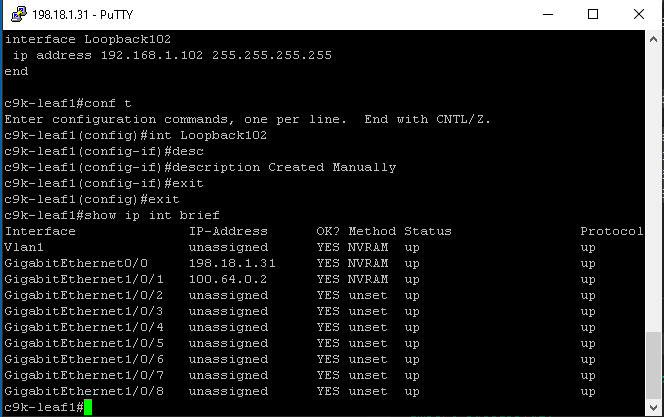 198.18.1.31 - PuTTY
interface Loopback102
 ip address 192.168.1.102 255.255.255.255
end
c9k-leaf1#conf t
Enter configuration commands, one per line.  End with CNTL/Z.
c9k-leaf1(config)#int Loopback102
c9k-leaf1(config-if)#desc
c9k-leaf1(config-if)#description Created Manually
c9k-leaf1(config-if)#exit
c9k-leaf1(config)#exit
c9k-leaf1#show ip int brief
Interface              IP-Address      OK? Method Status                Protocol
Vlan1                  unassigned      YES NVRAM  up                    up
GigabitEthernet0/0     198.18.1.31     YES NVRAM  up                    up
GigabitEthernet1/0/1   100.64.0.2      YES NVRAM  up                    up
GigabitEthernet1/0/2   unassigned      YES unset  up                    up
GigabitEthernet1/0/3   unassigned      YES unset  up                    up
GigabitEthernet1/0/4   unassigned      YES unset  up                    up
GigabitEthernet1/0/5   unassigned      YES unset  up                    up
GigabitEthernet1/0/6   unassigned      YES unset  up                    up
GigabitEthernet1/0/7   unassigned      YES unset  up                    up
GigabitEthernet1/0/8   unassigned      YES unset  up                    up
c9k-leaf1#